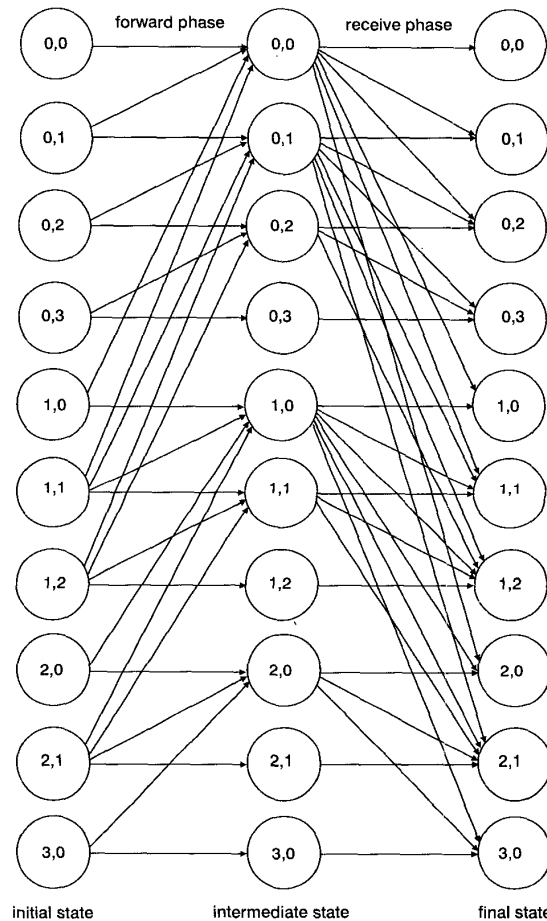 forward phase receive phase
0,0 0,0 0,0
0,1 0,1 0,1
0,2 0,2 0,2
0,3 0,3 0,3
1,0 1,0 1,0
1,1 1,1 1,1
1,2 1,2 1,2
2,0 2,0 2,0
2,1 2,1 2,1
3,0 3,0 3,0
initial state intermediate state final state